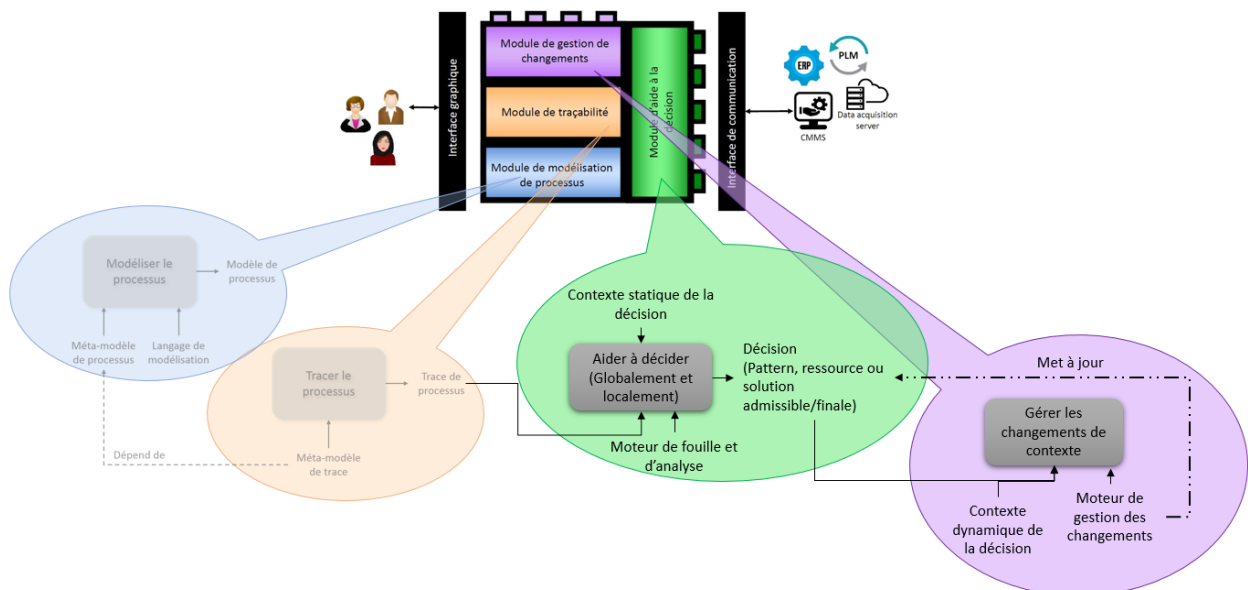 Interface graphique
Module de gestion de
changements
Module de traçabilité
Module de modélisation
de processus
Module d'aide à la
décision
Interface de communication
ERP
PLM
CMMS
Data acquisition
server
Modéliser le
processus
Modèle de
processus
Méta-modèle
de processus
Langage de
modélisation
Dépend de
Tracer le
processus
Trace de
processus
Méta-modèle
de trace
Contexte statique de la
décision
Aider à décider
(Globalement et
localement)
Décision
(Pattern, ressource ou
solution
admissible/finale)
Moteur de fouille et
d'analyse
Met à jour
Gérer les
changements de
contexte
Contexte
dynamique de
la décision
Moteur de
gestion des
changements